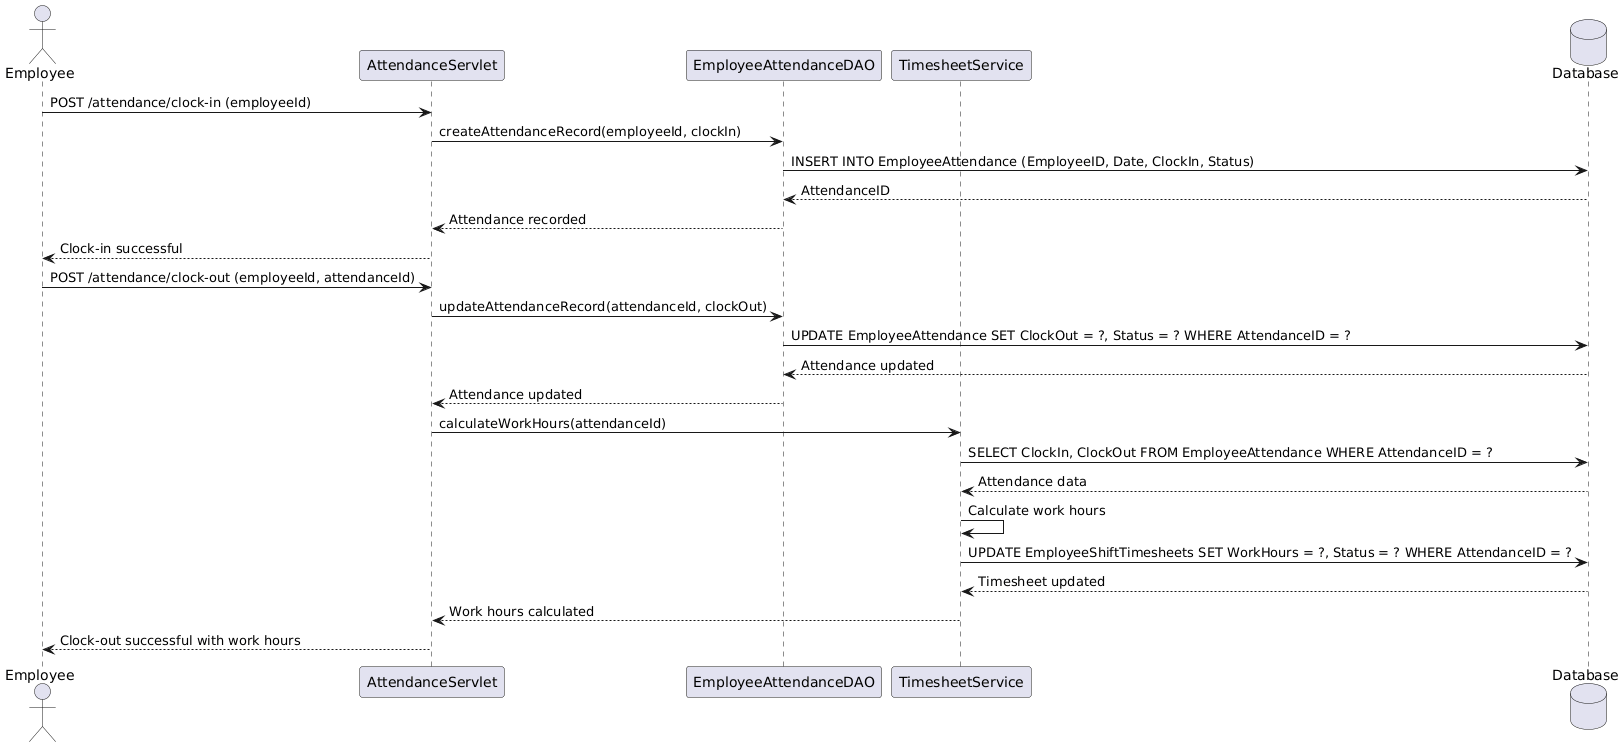 Employee
AttendanceServlet
EmployeeAttendanceDAO
TimesheetService
Database
POST /attendance/clock-in (employeeId)
createAttendanceRecord(employeeId, clockIn)
INSERT INTO EmployeeAttendance (EmployeeID, Date, ClockIn, Status)
AttendanceID
Attendance recorded
Clock-in successful
POST /attendance/clock-out (employeeId, attendanceId)
updateAttendanceRecord(attendanceId, clockOut)
UPDATE EmployeeAttendance SET ClockOut = ?, Status = ? WHERE AttendanceID = ?
Attendance updated
Attendance updated
calculateWorkHours(attendanceId)
SELECT ClockIn, ClockOut FROM EmployeeAttendance WHERE AttendanceID = ?
Attendance data
Calculate work hours
UPDATE EmployeeShiftTimesheets SET WorkHours = ?, Status = ? WHERE AttendanceID = ?
Timesheet updated
Work hours calculated
Clock-out successful with work hours
Employee
AttendanceServlet
EmployeeAttendanceDAO
TimesheetService
Database